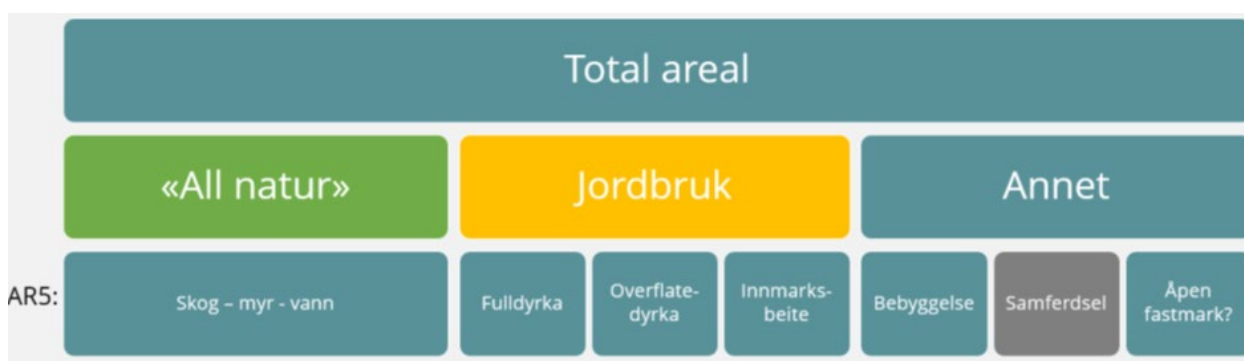 Total areal
«All natur»
Jordbruk
Annet
AR5:
Skog – myr - vann
Fulldyrka
Overflate-
dyrka
Innmarks-
beite
Bebyggelse
Samferdsel
Åpen
fastmark?